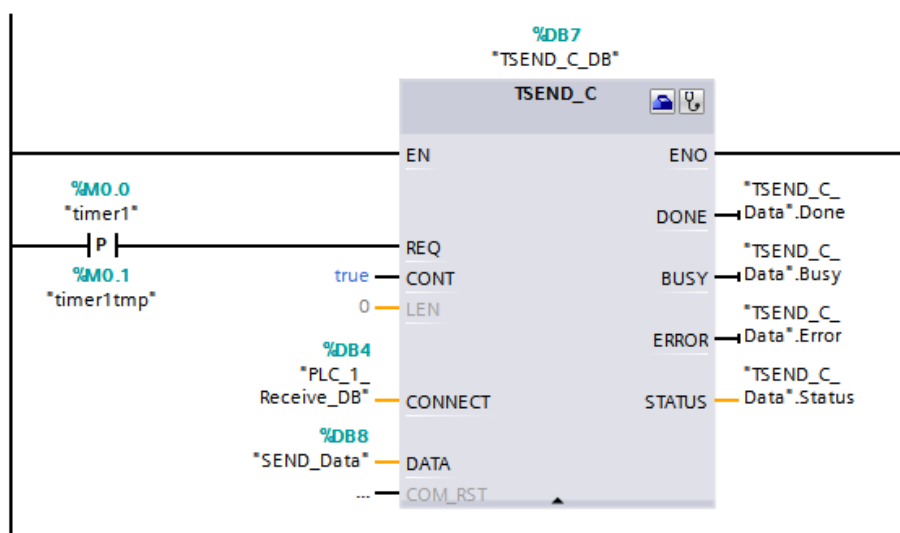 %DB7
"TSEND_C_DB"
TSEND_C
EN
ENO
%M0.0
"timer1"
P
%M0.1
"timer1tmp"
REQ
true
CONT
0
LEN
%DB4
"PLC_1_
Receive_DB"
CONNECT
%DB8
"SEND_Data"
DATA
...
COM_RST
DONE
"TSEND_C_
Data".Done
BUSY
"TSEND_C_
Data".Busy
ERROR
"TSEND_C_
Data".Error
STATUS
"TSEND_C_
Data".Status